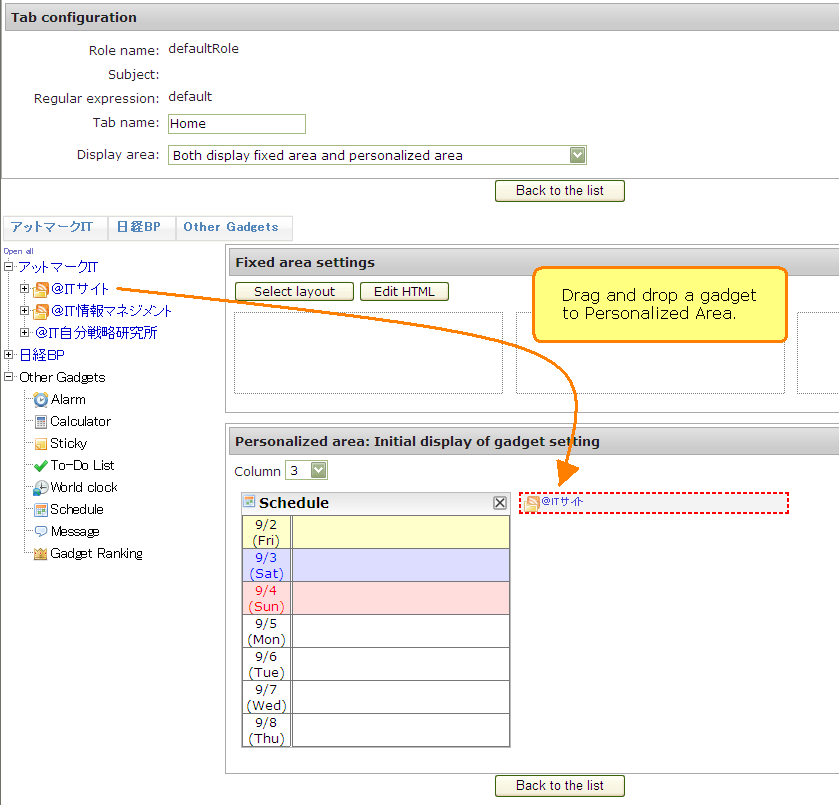 Tab configuration
Role name: defaultRole
Subject:
Regular expression: default
Tab name: Home
Display area: Both display fixed area and personalized area
Back to the list
アットマークIT 日経BP Other Gadgets
Open all
アットマークIT
@ITサイト
@IT情報マネジメント
@IT自分戦略研究所
日経BP
Other Gadgets
Alarm
Calculator
Sticky
To-Do List
World clock
Schedule
Message
Gadget Ranking
Fixed area settings
Select layout Edit HTML
Drag and drop a gadget
to Personalized Area.
Personalized area: Initial display of gadget setting
Column 3
Schedule
@ITサイト
9/2
(Fri)
9/3
(Sat)
9/4
(Sun)
9/5
(Mon)
9/6
(Tue)
9/7
(Wed)
9/8
(Thu)
Back to the list